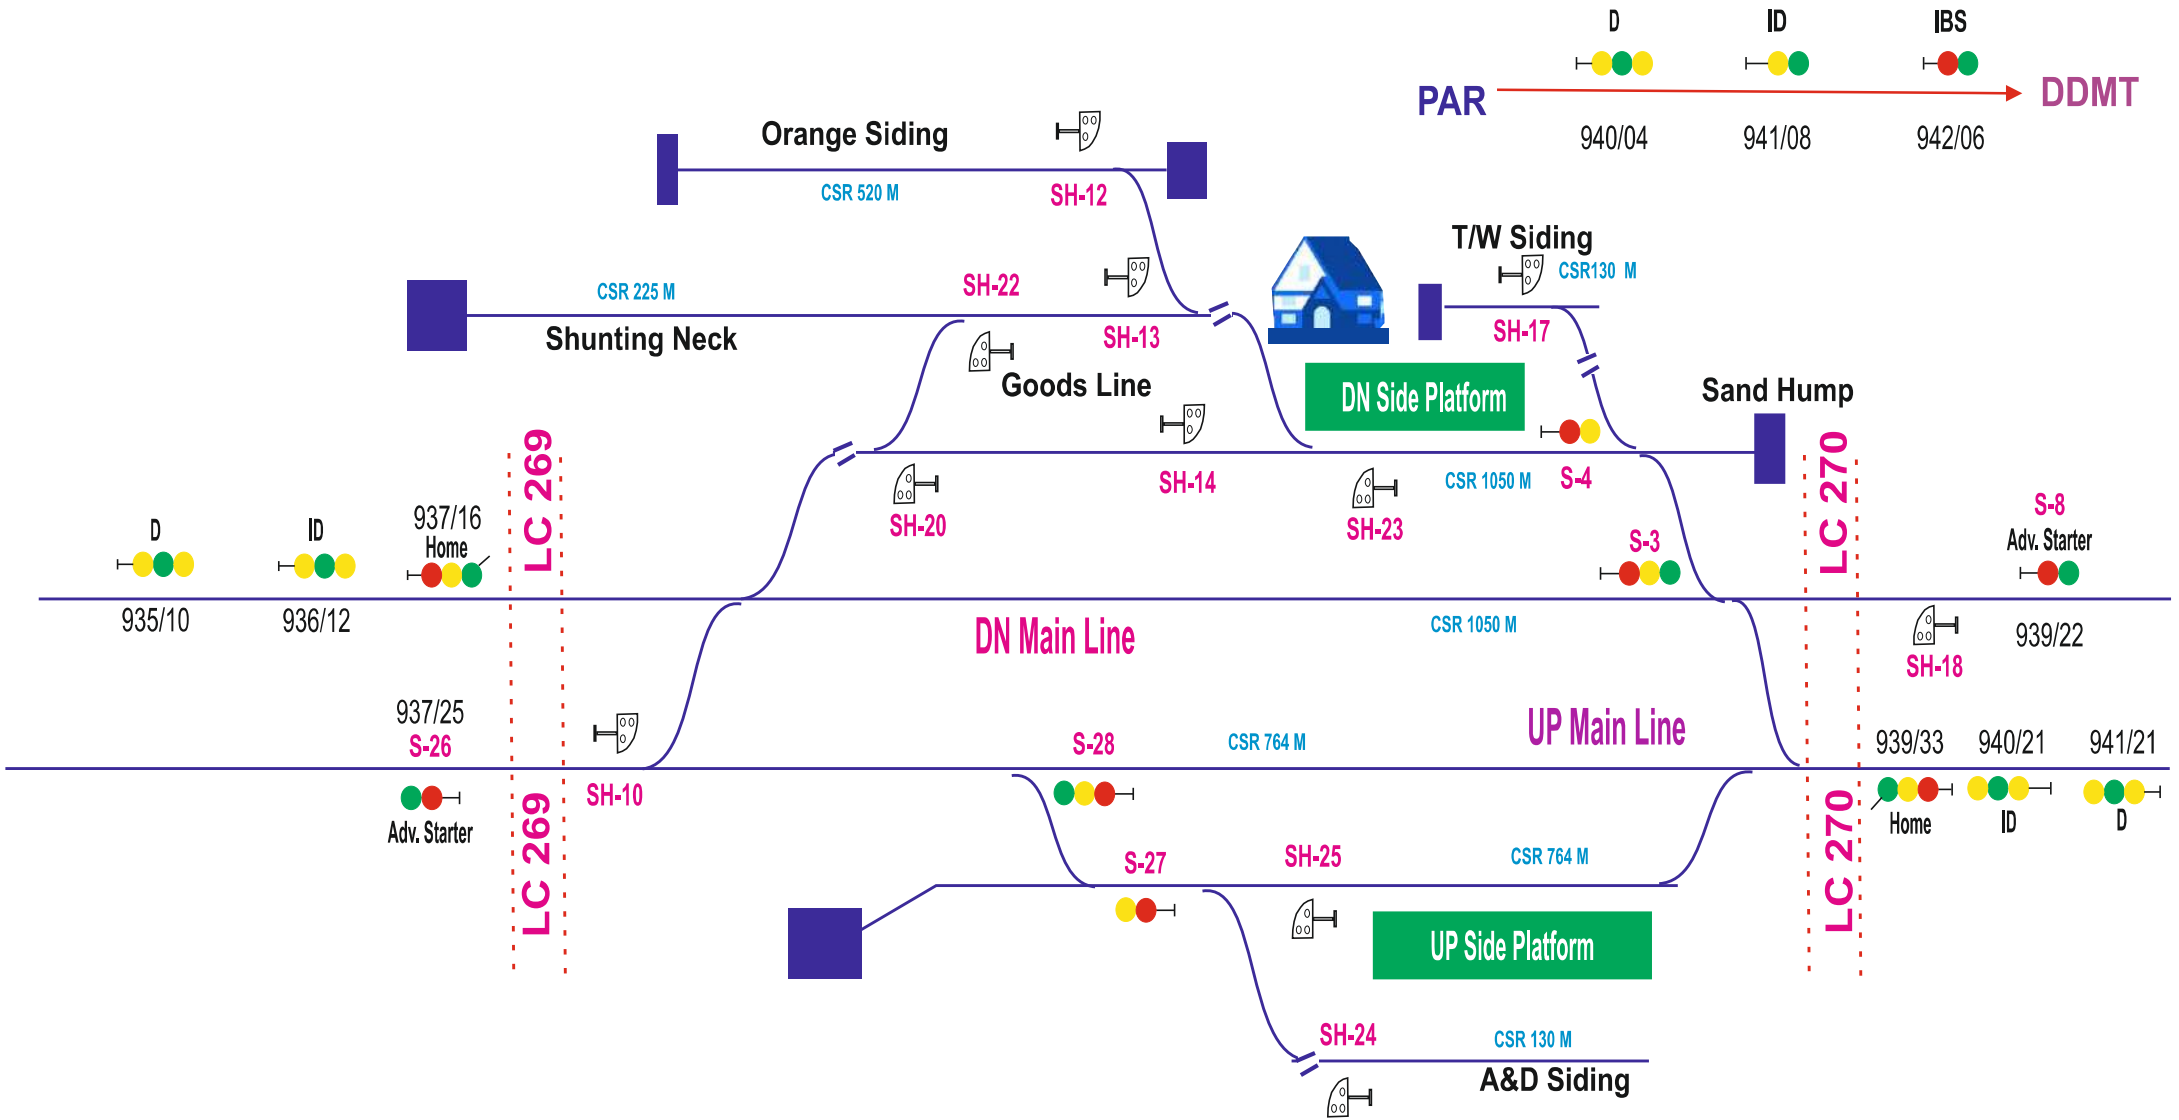 D ID IBS
PAR DDMT
940/04 941/08 942/06
Orange Siding
CSR 520 M SH-12
T/W Siding
CSR130 M
CSR 225 M SH-22
Shunting Neck SH-13 SH-17
Goods Line
DN Side Platform
Sand Hump
LC 269 LC 270
SH-14 CSR 1050 M S-4
SH-20 SH-23
D ID 937/16
Home
S-3
S-8
Adv. Starter
935/10 936/12
DN Main Line CSR 1050 M
939/22
SH-18
937/25
S-26
UP Main Line
S-28 CSR 764 M
939/33 940/21 941/21
SH-10
Adv. Starter
Home ID D
LC 269 LC 270
S-27 SH-25 CSR 764 M
UP Side Platform
SH-24 CSR 130 M
A&D Siding